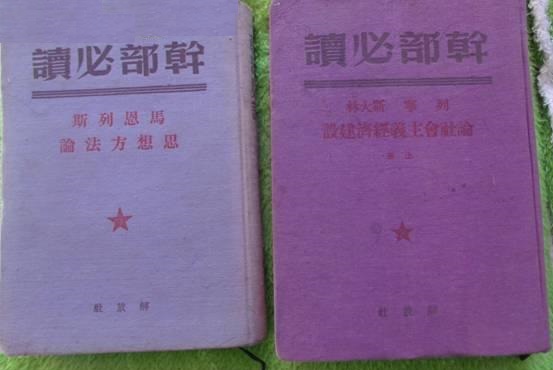 幹部必讀
馬恩列斯
思想方法論
解放社
幹部必讀
列寧 斯大林
論社會主義經濟建設
上
解放社